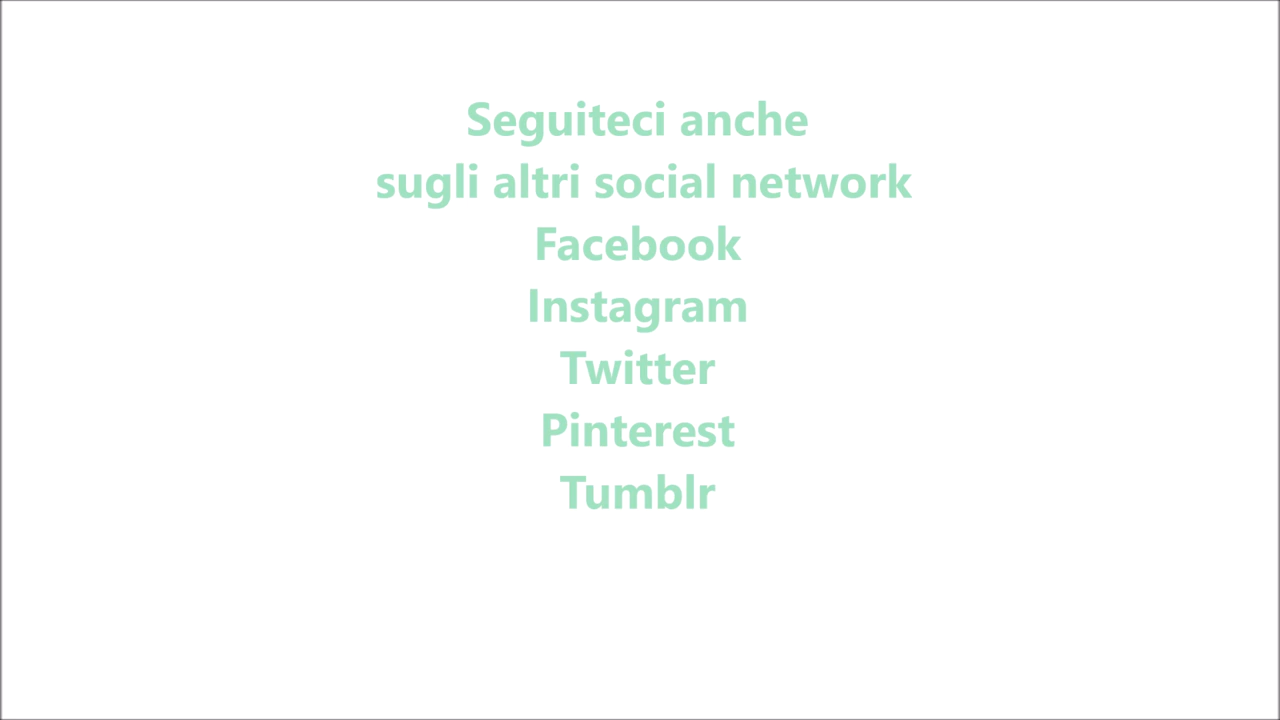 Seguiteci anche
sugli altri social network
Facebook
Instagram
Twitter
Pinterest
Tumblr